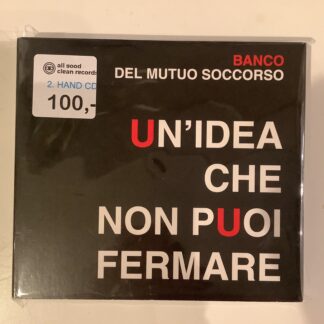 all good
clean records
2. HAND CD
100,-
BANCO
DEL MUTUO SOCCORSO
UN'IDEA
CHE
NON PUOI
FERMARE